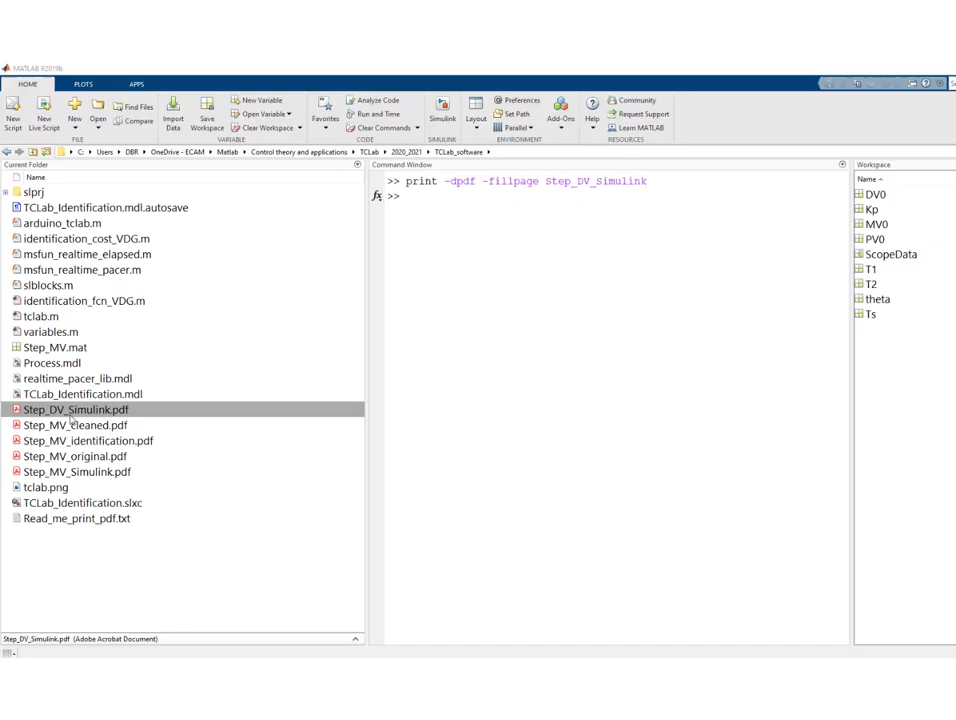 MATLAB R2019b
HOME PLOTS APPS
New Script
New Live Script
New
Open
Find Files
Compare
FILE
Import Data
Save Workspace
New Variable
Open Variable
Clear Workspace
VARIABLE
Favorites
Analyze Code
Run and Time
Clear Commands
CODE
Simulink
SIMULINK
Layout
Preferences
Set Path
Parallel
Add-Ons
ENVIRONMENT
Help
Community
Request Support
Learn MATLAB
RESOURCES
C: Users DBR OneDrive - ECAM Matlab Control theory and applications TCLab 2020_2021 TCLab_software
Current Folder
Name
slprj
TCLab_Identification.mdl.autosave
arduino_tclab.m
identification_cost_VDG.m
msfun_realtime_elapsed.m
msfun_realtime_pacer.m
slblocks.m
identification_fcn_VDG.m
tclab.m
variables.m
Step_MV.mat
Process.mdl
realtime_pacer_lib.mdl
TCLab_Identification.mdl
Step_DV_Simulink.pdf
Step_MV_cleaned.pdf
Step_MV_identification.pdf
Step_MV_original.pdf
Step_MV_Simulink.pdf
tclab.png
TCLab_Identification.slxc
Read_me_print_pdf.txt
Step_DV_Simulink.pdf (Adobe Acrobat Document)
Command Window
>> print -dpdf -fillpage Step_DV_Simulink
fx >>
Workspace
Name
DV0
Kp
MV0
PV0
ScopeData
T1
T2
theta
Ts